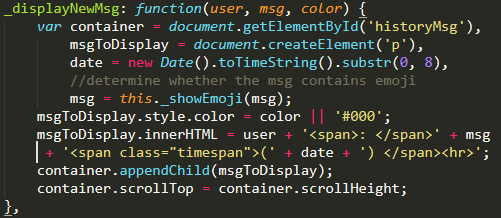 _displayNewMsg: function(user, msg, color) {
    var container = document.getElementById('historyMsg'),
        msgToDisplay = document.createElement('p'),
        date = new Date().toTimeString().substr(0, 8),
        //determine whether the msg contains emoji
        msg = this._showEmoji(msg);
    msgToDisplay.style.color = color || '#000';
    msgToDisplay.innerHTML = user + '<span>: </span>' + msg
     + '<span class="timespan">(' + date + ') </span><hr>';
    container.appendChild(msgToDisplay);
    container.scrollTop = container.scrollHeight;
},